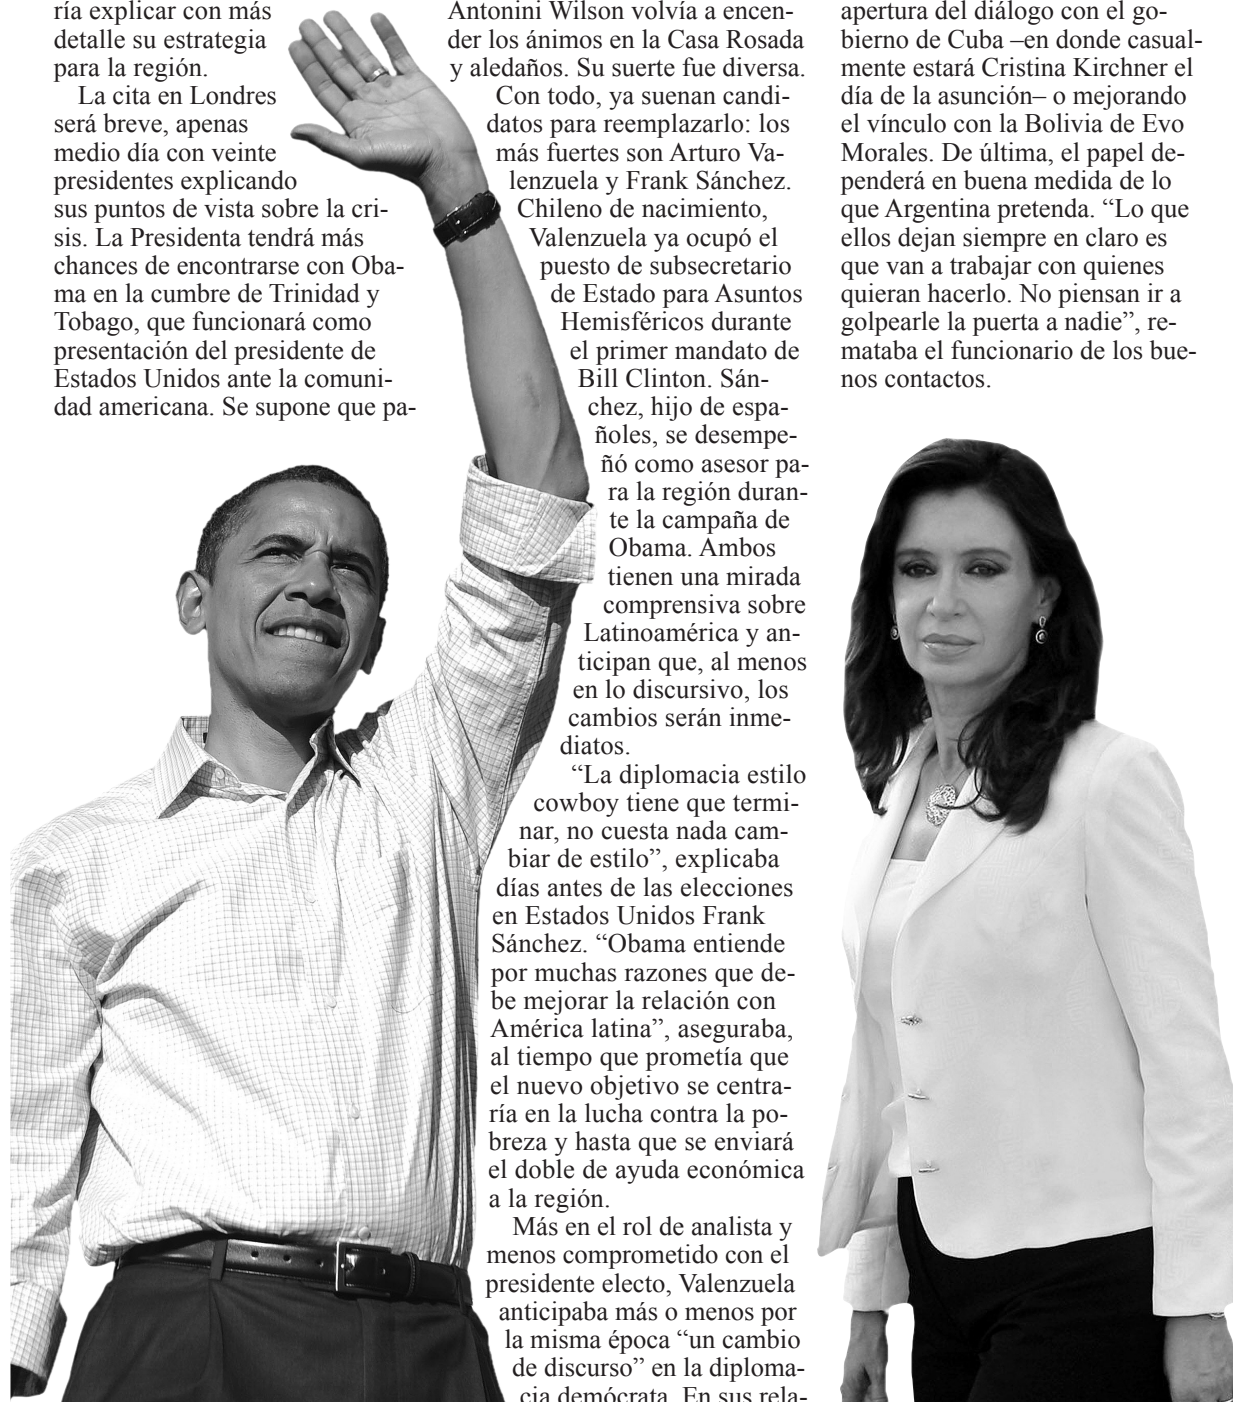 ría explicar con más
detalle su estrategia
para la región.
La cita en Londres
será breve, apenas
medio día con veinte
presidentes explicando
sus puntos de vista sobre la cri-
sis. La Presidenta tendrá más
chances de encontrarse con Oba-
ma en la cumbre de Trinidad y
Tobago, que funcionará como
presentación del presidente de
Estados Unidos ante la comuni-
dad americana. Se supone que pa-
Antonini Wilson volvía a encen-
der los ánimos en la Casa Rosada
y aledaños. Su suerte fue diversa.
Con todo, ya suenan candi-
datos para reemplazarlo: los
más fuertes son Arturo Va-
lenzuela y Frank Sánchez.
Chileno de nacimiento,
Valenzuela ya ocupó el
puesto de subsecretario
de Estado para Asuntos
Hemisféricos durante
el primer mandato de
Bill Clinton. Sán-
chez, hijo de espa-
ñoles, se desempe-
ñó como asesor pa-
ra la región duran-
te la campaña de
Obama. Ambos
tienen una mirada
comprensiva sobre
Latinoamérica y an-
ticipan que, al menos
en lo discursivo, los
cambios serán inme-
diatos.
“La diplomacia estilo
cowboy tiene que termi-
nar, no cuesta nada cam-
biar de estilo”, explicaba
días antes de las elecciones
en Estados Unidos Frank
Sánchez. “Obama entiende
por muchas razones que de-
be mejorar la relación con
América latina”, aseguraba,
al tiempo que prometía que
el nuevo objetivo se centra-
ría en la lucha contra la po-
breza y hasta que se enviará
el doble de ayuda económica
a la región.
Más en el rol de analista y
menos comprometido con el
presidente electo, Valenzuela
anticipaba más o menos por
la misma época “un cambio
de discurso” en la diploma-
cia demócrata. En sus rela-
apertura del diálogo con el go-
bierno de Cuba –en donde casual-
mente estará Cristina Kirchner el
día de la asunción– o mejorando
el vínculo con la Bolivia de Evo
Morales. De última, el papel de-
penderá en buena medida de lo
que Argentina pretenda. “Lo que
ellos dejan siempre en claro es
que van a trabajar con quienes
quieran hacerlo. No piensan ir a
golpearle la puerta a nadie”, re-
mataba el funcionario de los bue-
nos contactos.